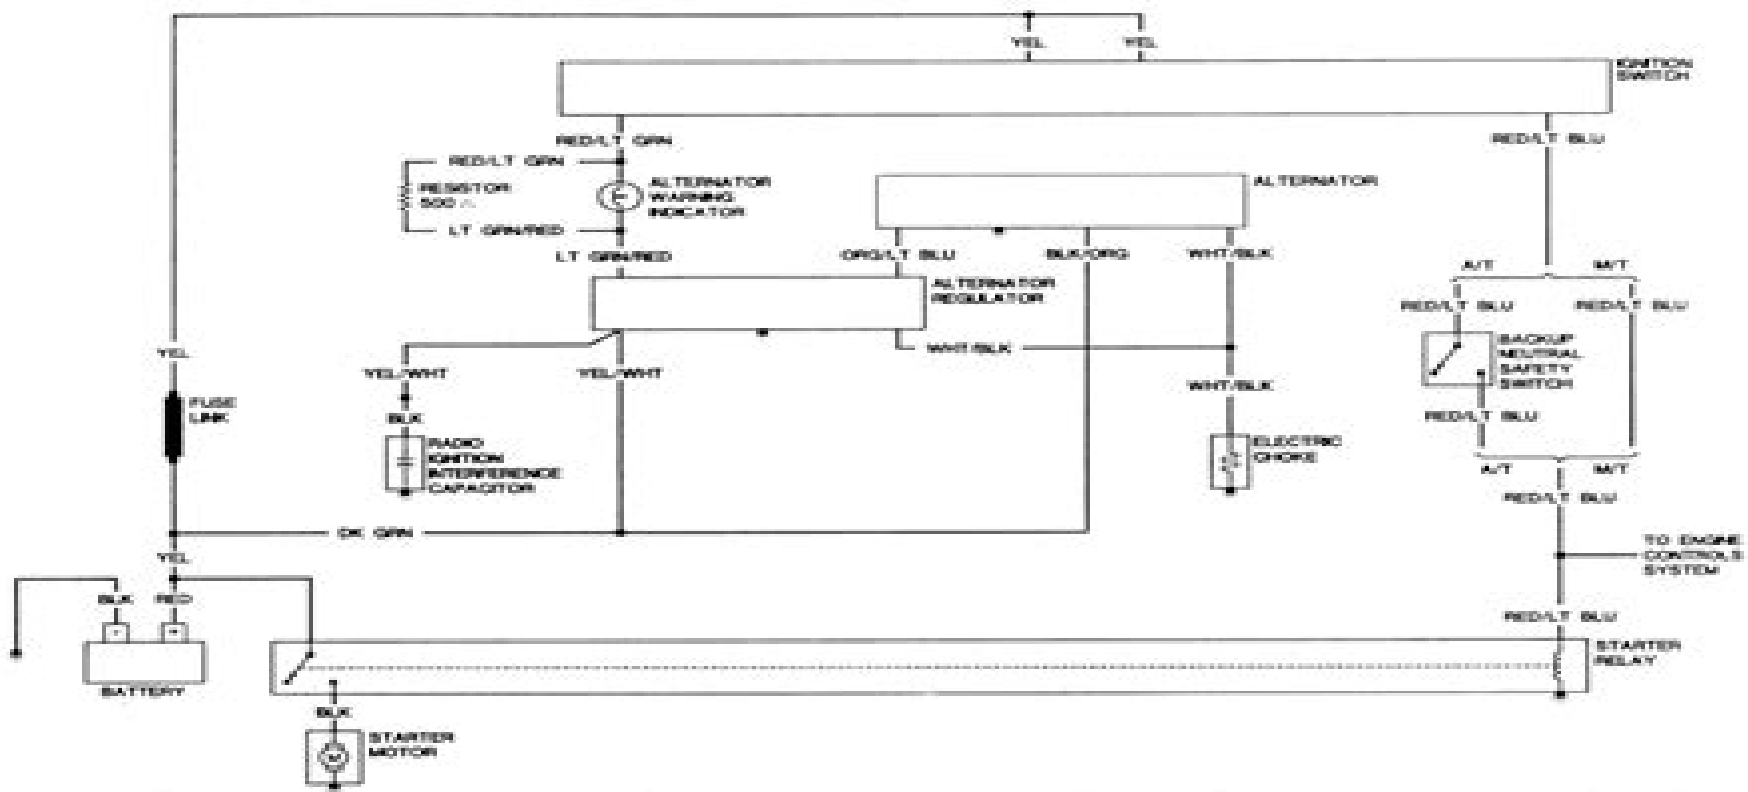 YEL
YEL
IGNITION
SWITCH
RED/LT GRN
RED/LT BLU
RED/LT GRN
RESISTOR
500
LT GRN/RED
ALTERNATOR
WARNING
INDICATOR
ALTERNATOR
LT GRN/RED
ORG/LT BLU
BLK/ORG
WHT/BLK
ALTERNATOR
REGULATOR
A/T
M/T
RED/LT BLU
RED/LT BLU
YEL
YEL/WHT
YEL/WHT
WHT/BLK
WHT/BLK
BACKUP
NEUTRAL
SAFETY
SWITCH
FUSE
LINK
BLK
RED/LT BLU
RADIO
IGNITION
INTERFERENCE
CAPACITOR
ELECTRIC
CHOKE
A/T
M/T
RED/LT BLU
DK GRN
YEL
TO ENGINE
CONTROLS
SYSTEM
BLK
RED
RED/LT BLU
-
+
BATTERY
STARTER
RELAY
BLK
STARTER
MOTOR
M